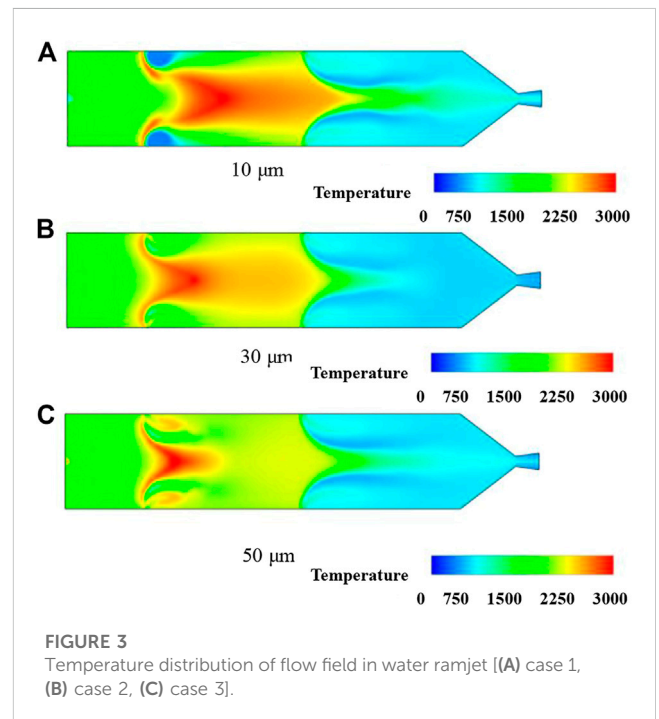 A
10 μm
Temperature
0 750 1500 2250 3000
B
30 μm
Temperature
0 750 1500 2250 3000
C
50 μm
Temperature
0 750 1500 2250 3000
FIGURE 3
Temperature distribution of flow field in water ramjet [(A) case 1,
(B) case 2, (C) case 3].